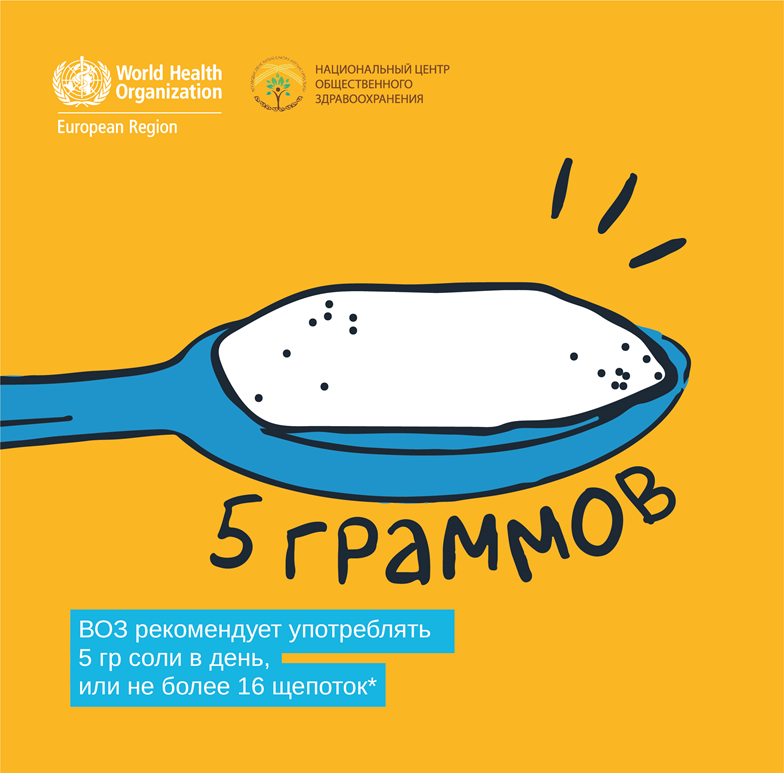 World Health
Organization
European Region
НАЦИОНАЛЬНЫЙ ЦЕНТР
ОБЩЕСТВЕННОГО
ЗДРАВООХРАНЕНИЯ
5 граммов
ВОЗ рекомендует употреблять
5 гр соли в день,
или не более 16 щепоток*